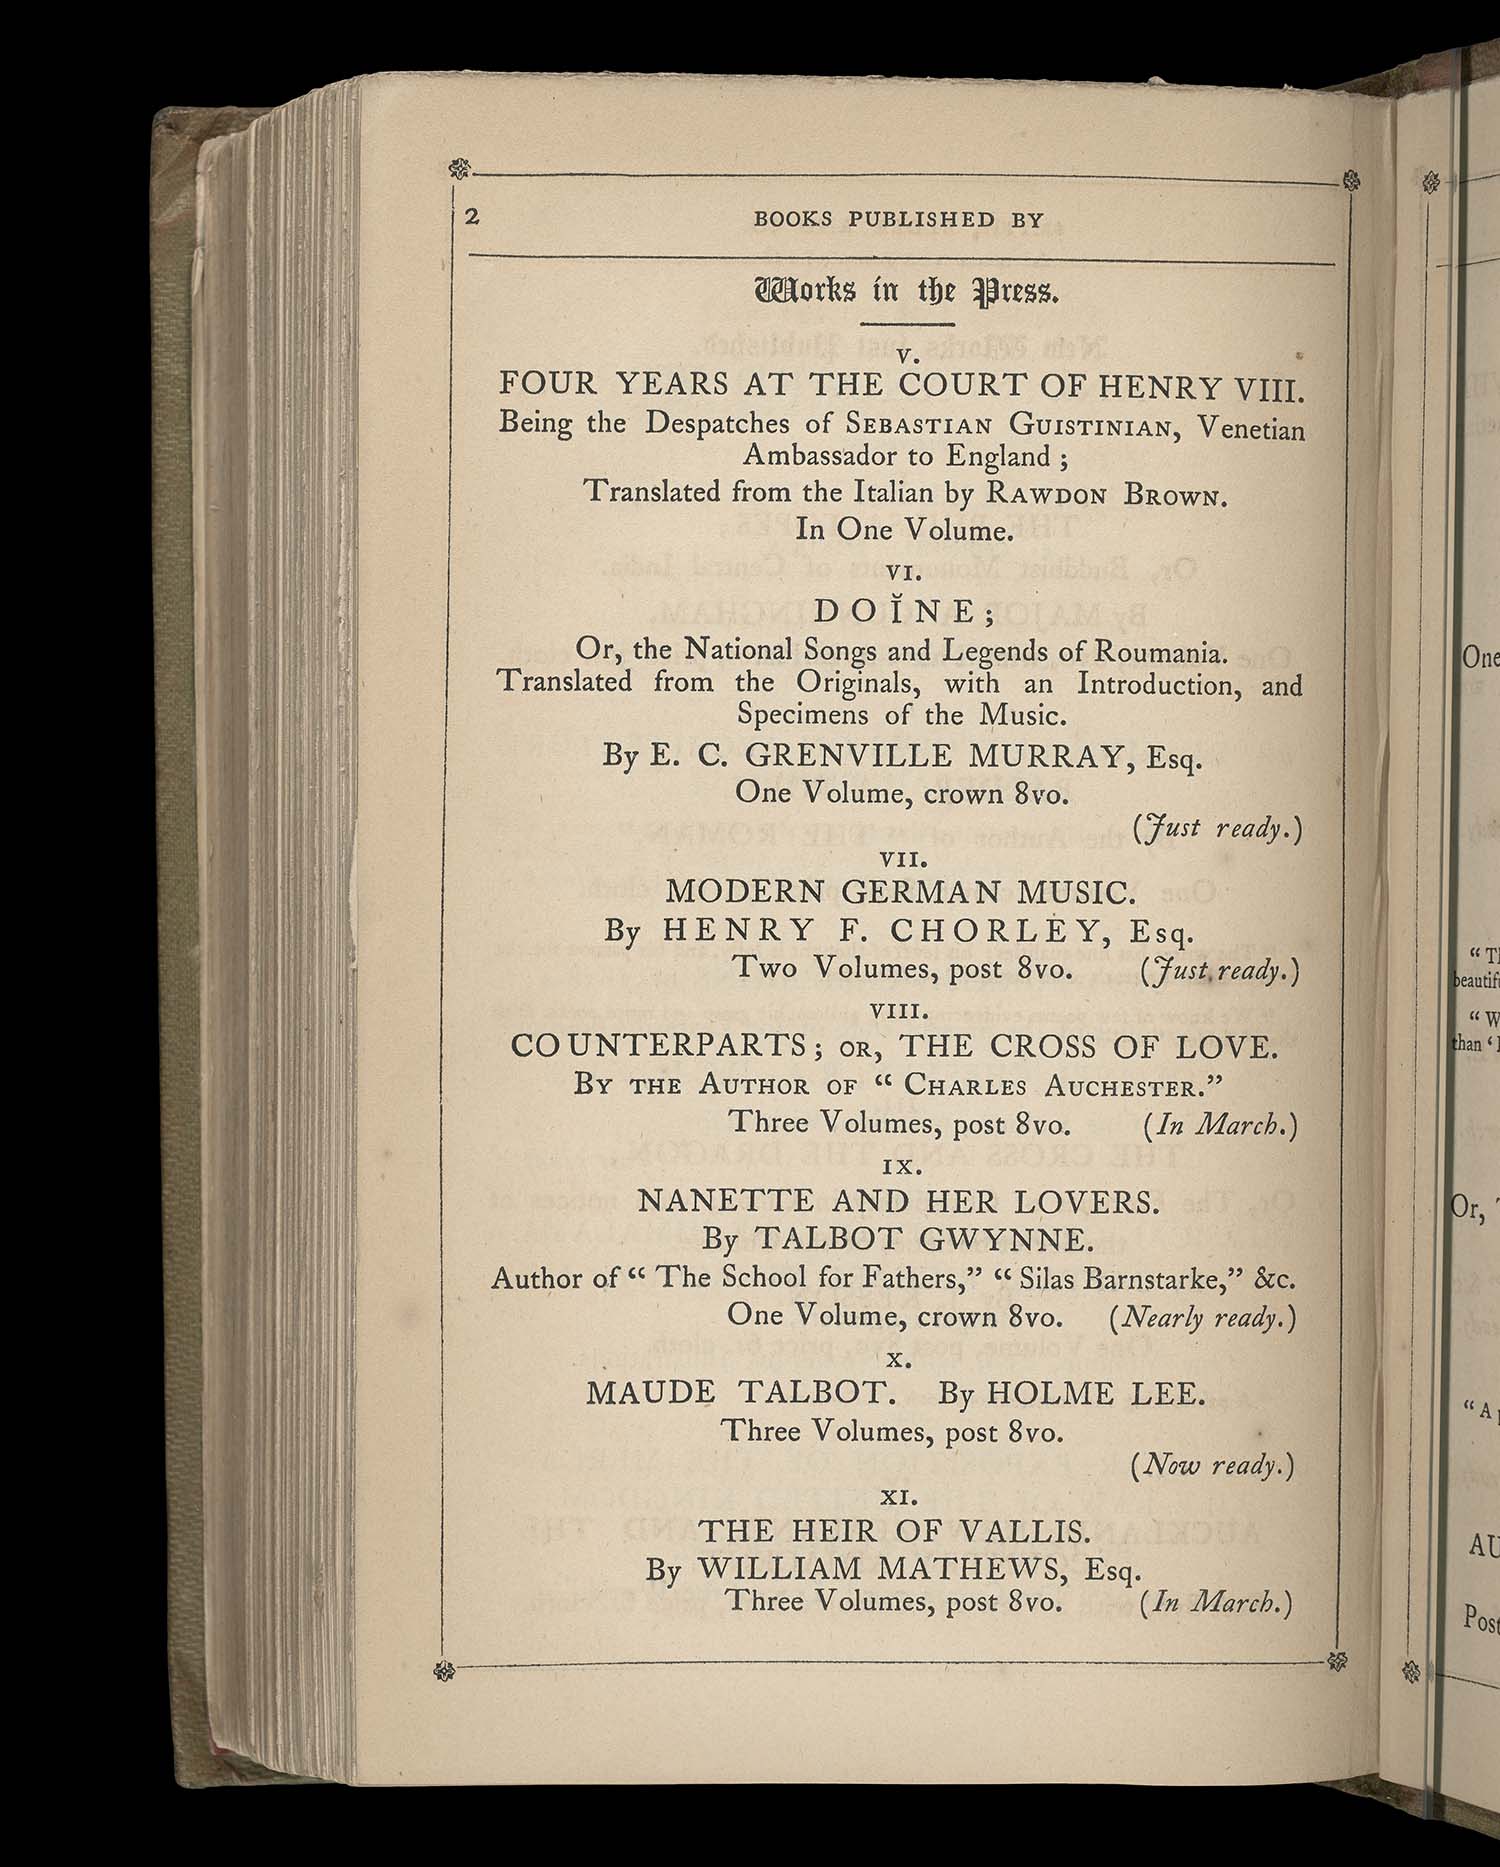 2
BOOKS PUBLISHED BY
Works in the Press.
V.
FOUR YEARS AT THE COURT OF HENRY VIII.
Being the Despatches of SEBASTIAN GUISTINIAN, Venetian
Ambassador to England ;
Translated from the Italian by RAWDON BROWN.
In One Volume.
VI.
DOĬNE ;
Or, the National Songs and Legends of Roumania.
Translated from the Originals, with an Introduction, and
Specimens of the Music.
By E. C. GRENVILLE MURRAY, Esq.
One Volume, crown 8vo.
(Just ready.)
VII.
MODERN GERMAN MUSIC.
By HENRY F. CHORLEY, Esq.
Two Volumes, post 8vo. (Just ready.)
VIII.
COUNTERPARTS ; OR, THE CROSS OF LOVE.
BY THE AUTHOR OF “ CHARLES AUCHESTER.”
Three Volumes, post 8vo. (In March.)
IX.
NANETTE AND HER LOVERS.
By TALBOT GWYNNE.
Author of “ The School for Fathers,” “ Silas Barnstarke,” &c.
One Volume, crown 8vo. (Nearly ready.)
X.
MAUDE TALBOT. By HOLME LEE.
Three Volumes, post 8vo.
(Now ready.)
XI.
THE HEIR OF VALLIS.
By WILLIAM MATHEWS, Esq.
Three Volumes, post 8vo. (In March.)
One
Or,
than